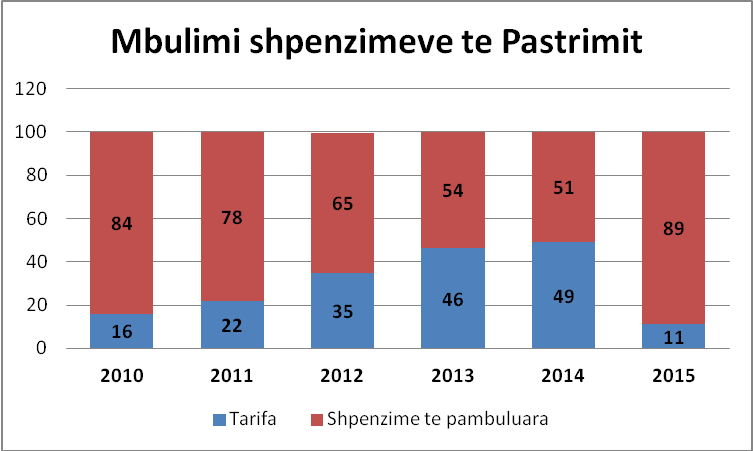 Mbulimi shpenzimeve te Pastrimit
120
100
80
60
40
20
0
84 78 65 54 51 89
16 22 35 46 49 11
2010 2011 2012 2013 2014 2015
Tarifa Shpenzime te pambuluara